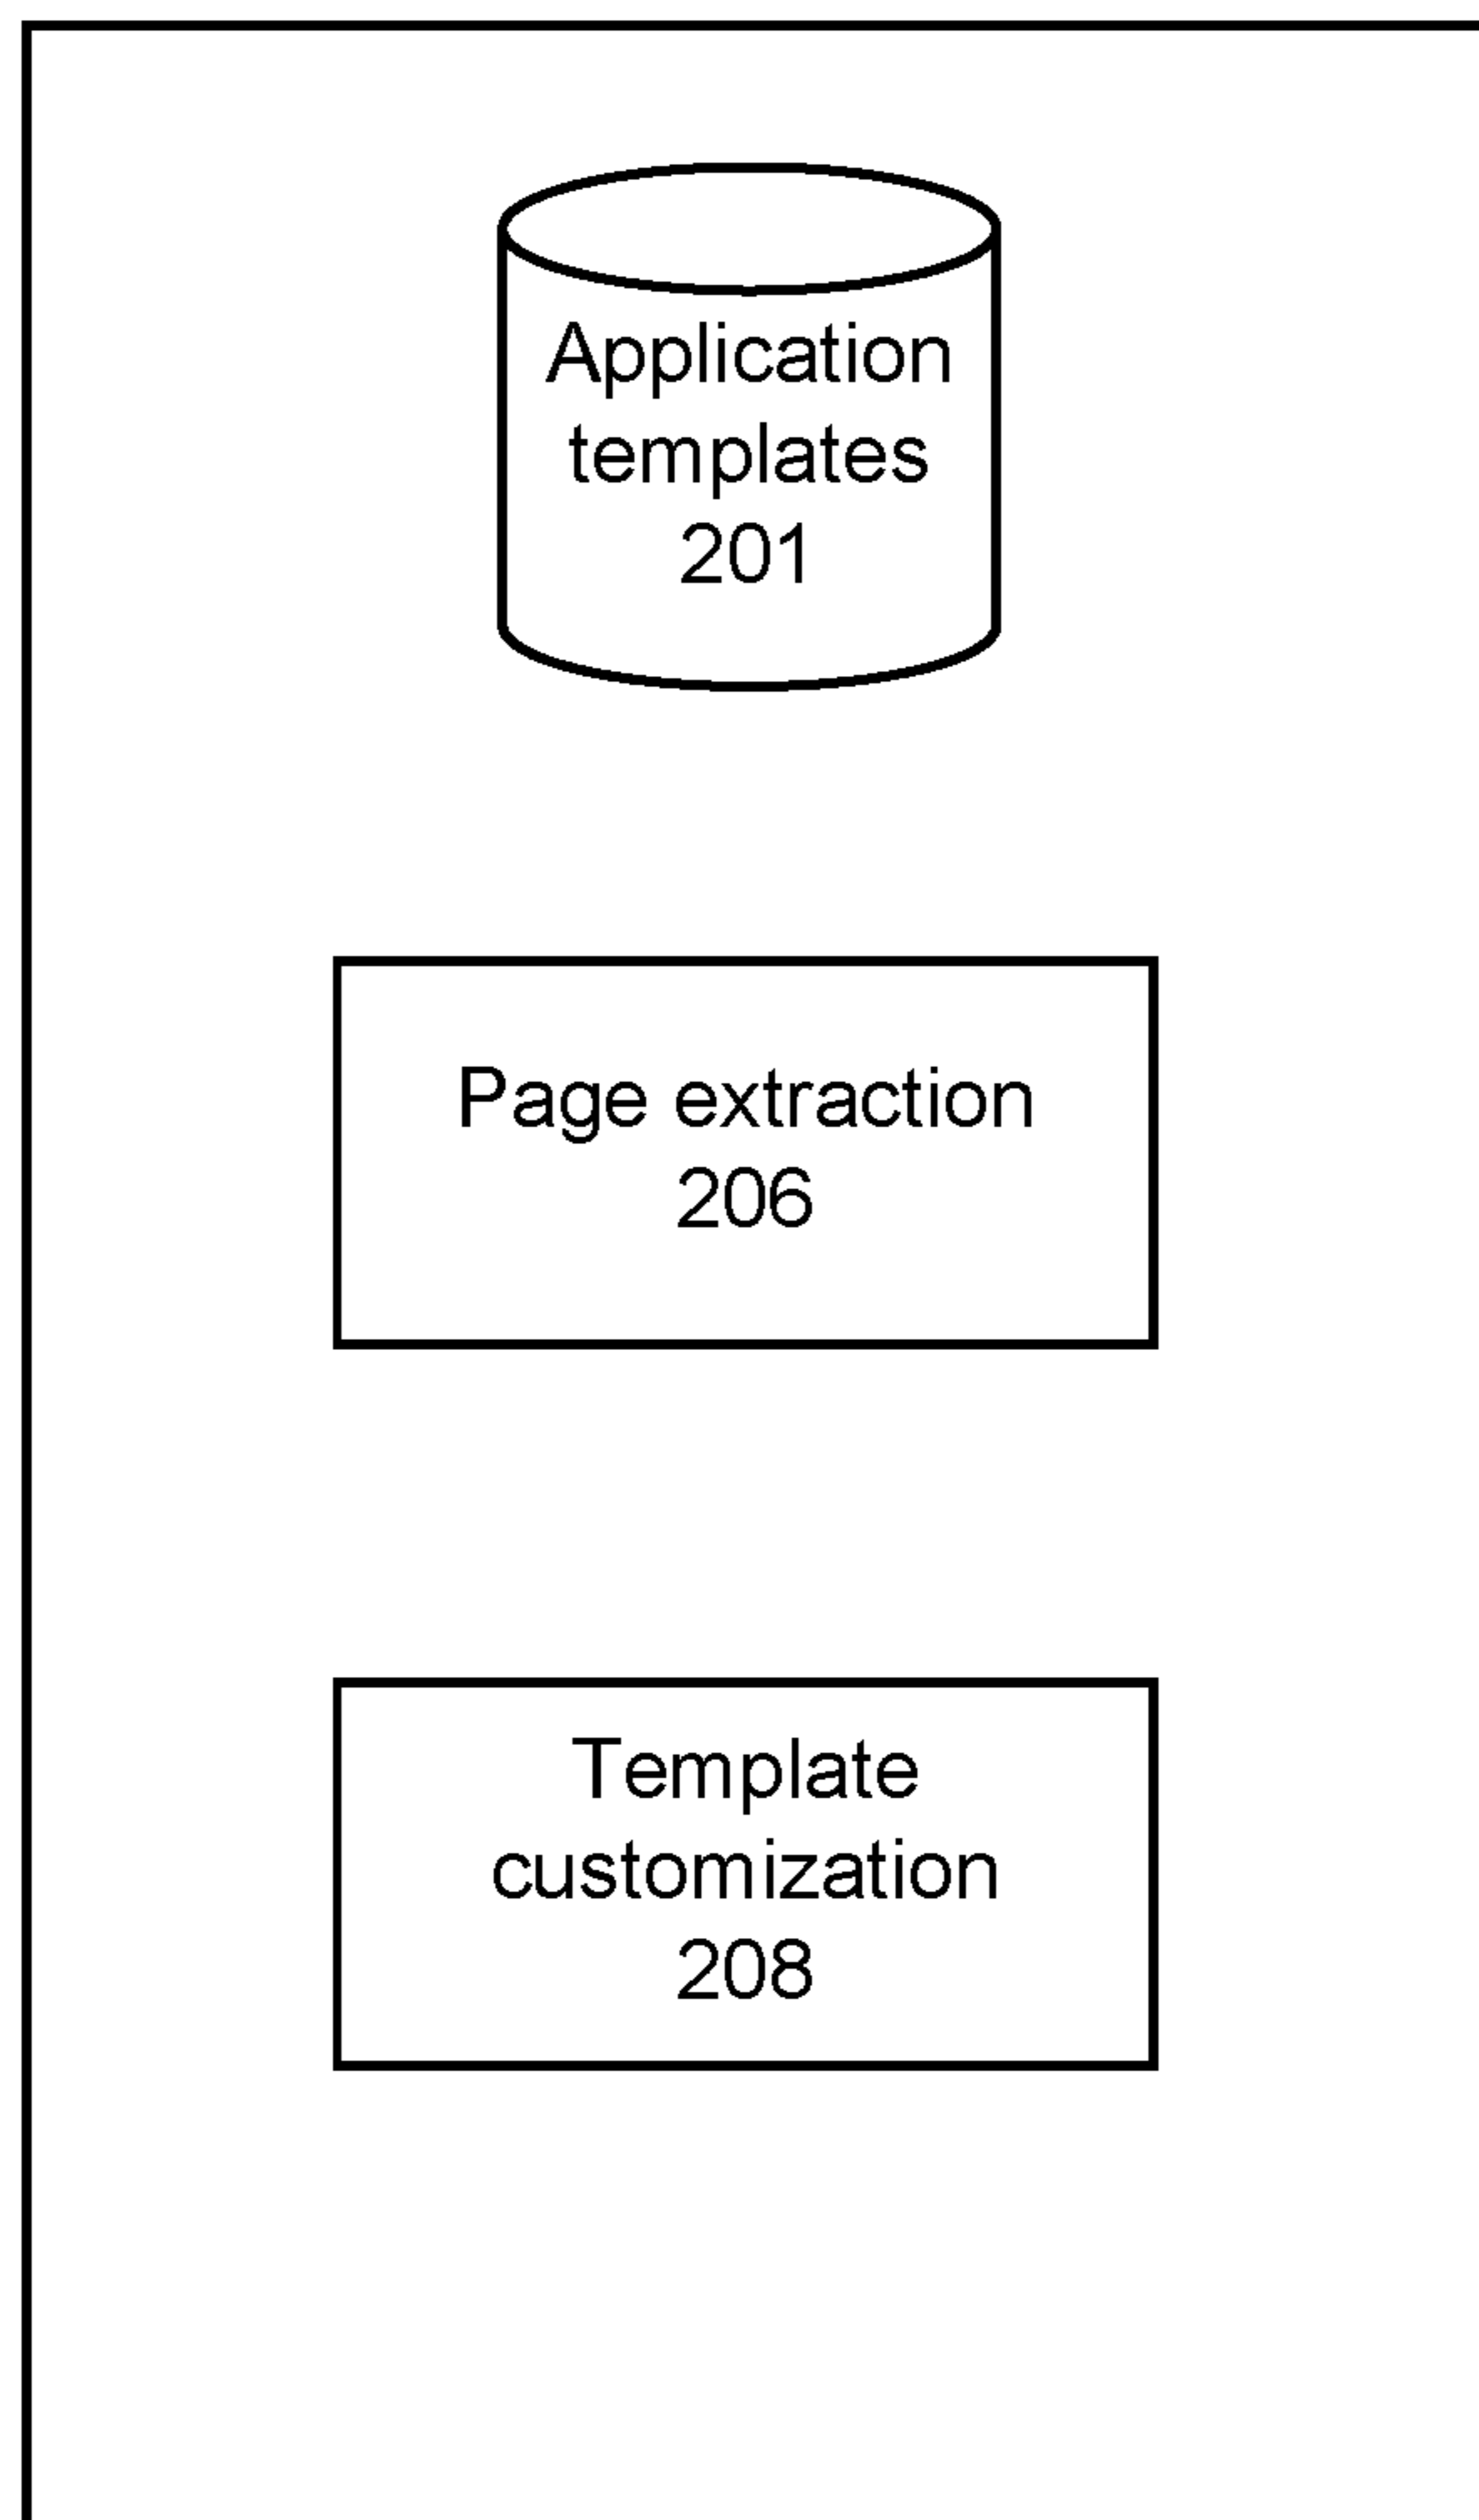 Application
templates
201
Page extraction
206
Template
customization
208